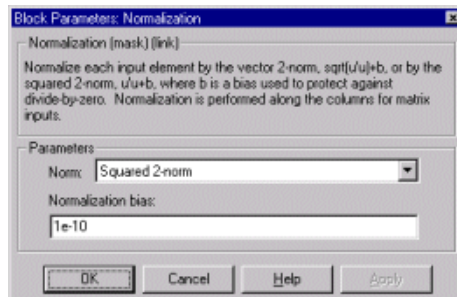 Block Parameters: Normalization
Normalization (mask) (link)
Normalize each input element by the vector 2-norm, sqrt(u'u)+b, or by the
squared 2-norm, u'u+b, where b is a bias used to protect against
divide-by-zero. Normalization is performed along the columns for matrix
inputs.
Parameters
Norm: Squared 2-norm
Normalization bias:
1e-10
OK Cancel Help Apply